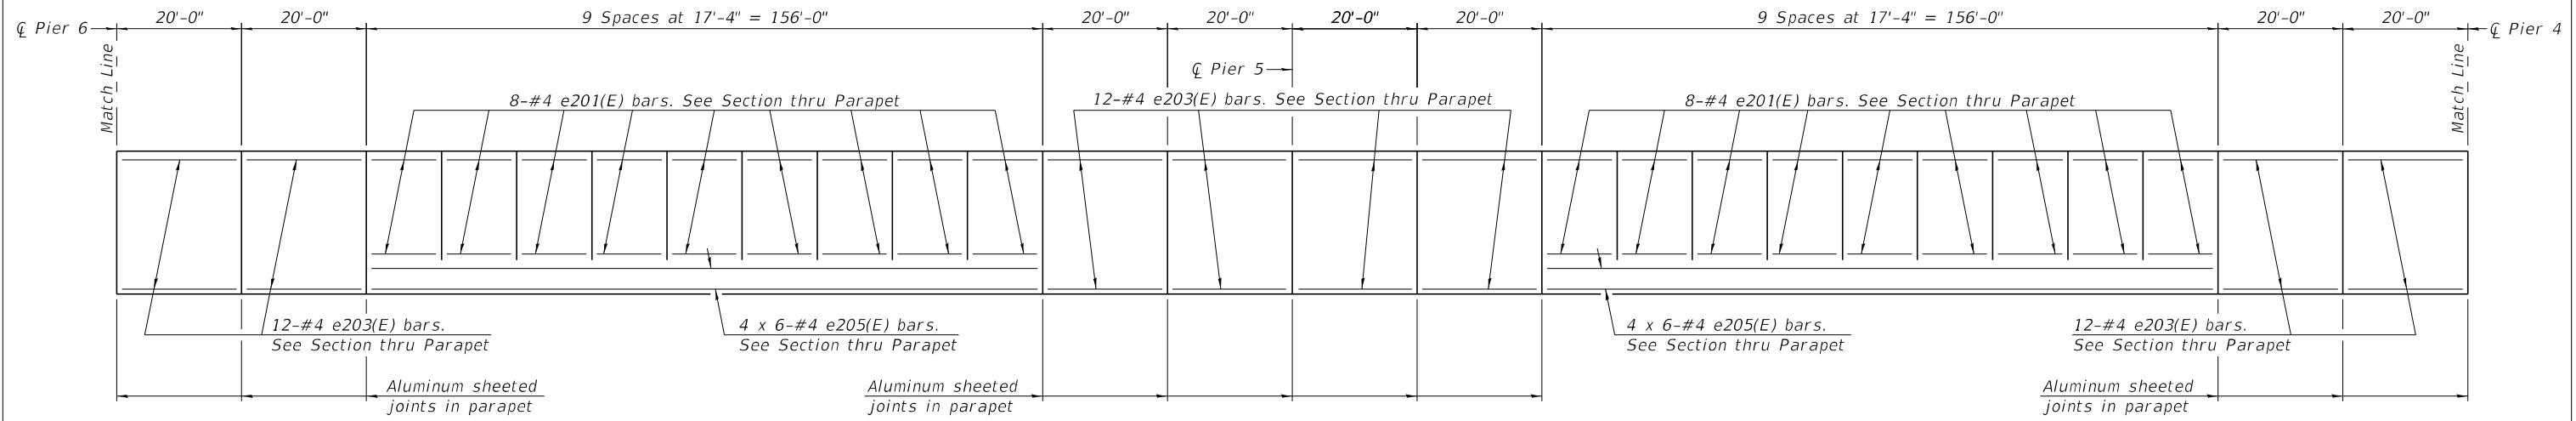 20'-0" 20'-0" 9 Spaces at 17'-4" = 156'-0" 20'-0" 20'-0" 20'-0" 20'-0" 9 Spaces at 17'-4" = 156'-0" 20'-0" 20'-0"
℄ Pier 6 ℄ Pier 4
Match Line Match Line
℄ Pier 5
8-#4 e201(E) bars. See Section thru Parapet 12-#4 e203(E) bars. See Section thru Parapet 8-#4 e201(E) bars. See Section thru Parapet
12-#4 e203(E) bars. 4 x 6-#4 e205(E) bars. 4 x 6-#4 e205(E) bars. 12-#4 e203(E) bars.
See Section thru Parapet See Section thru Parapet See Section thru Parapet See Section thru Parapet
Aluminum sheeted Aluminum sheeted Aluminum sheeted
joints in parapet joints in parapet joints in parapet